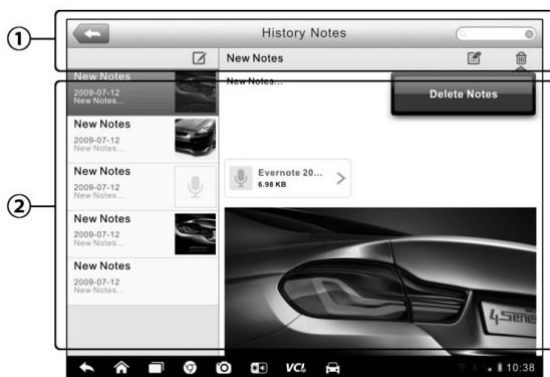 ①
History Notes
New Notes
New Notes
2009-07-12
New Notes...
New Notes...
Delete Notes
New Notes
2009-07-12
New Notes...
New Notes
2009-07-12
New Notes...
Evernote 20...
6.98 KB
②
New Notes
2009-07-12
New Notes...
New Notes
2009-07-12
New Notes...
4Serie
VCI
10:38